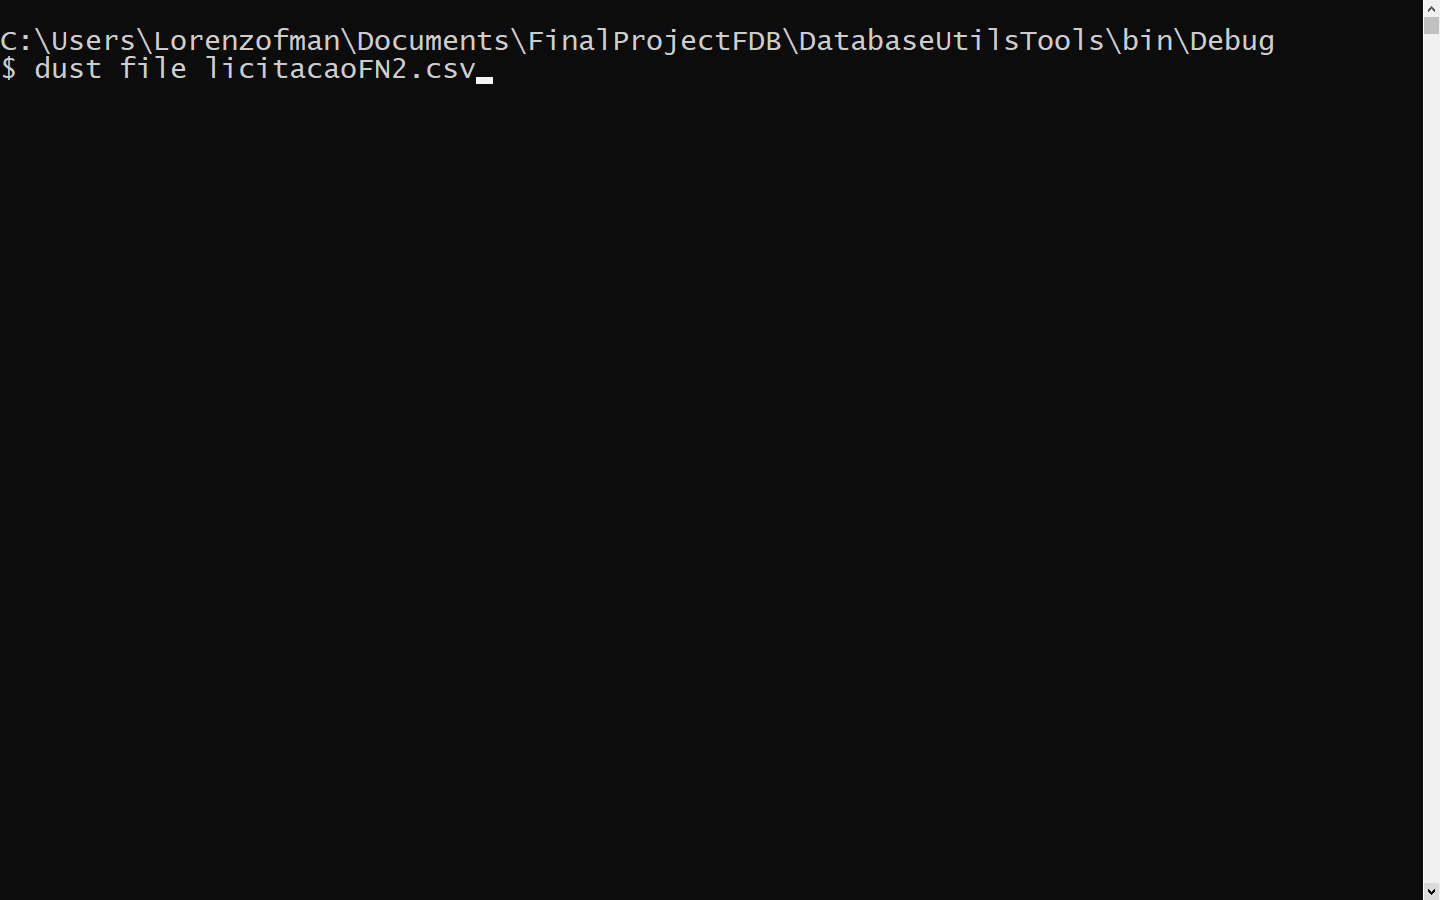 C:\Users\Lorenzofman\Documents\FinalProjectFDB\DatabaseUtilsTools\bin\Debug
$ dust file licitacaoFN2.csv